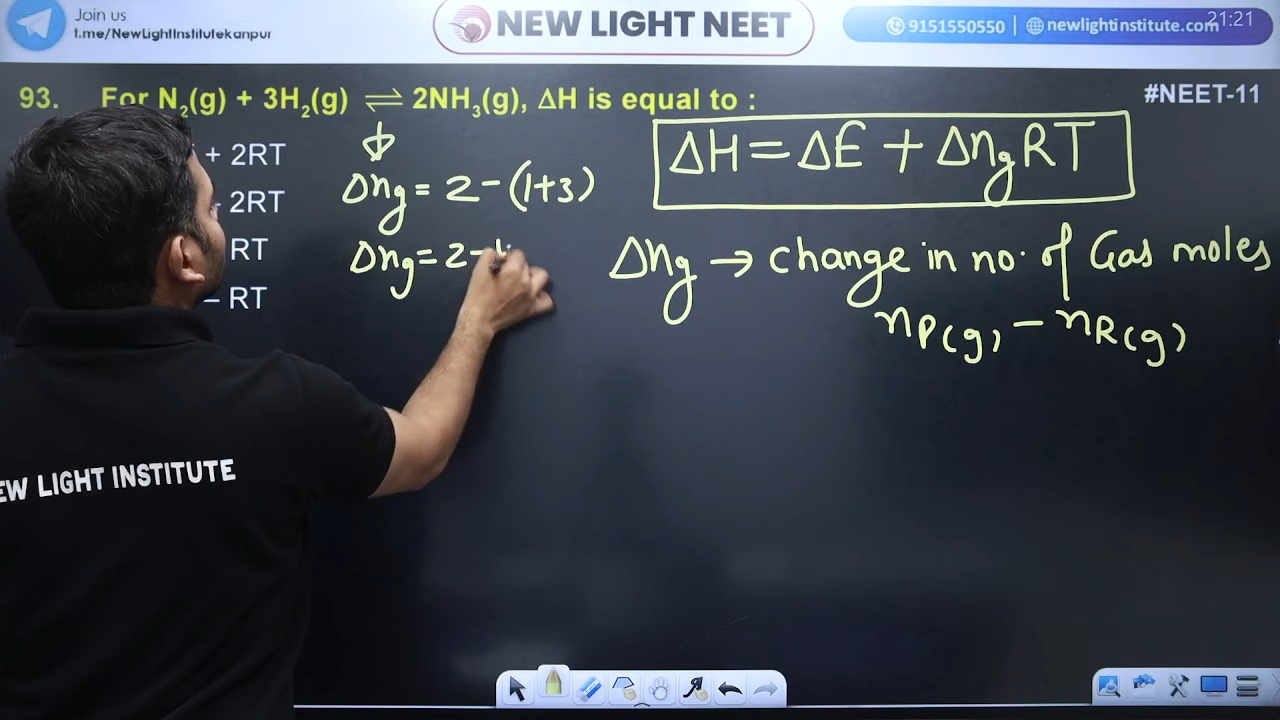 Join us
t.me/NewLightInstitutekanpur
NEW LIGHT NEET
9151550550 | newlightinstitute.com
21:21
93. For N₂(g) + 3H₂(g) ⇌ 2NH₃(g), ΔH is equal to :
#NEET-11
+ 2RT
2RT
RT
– RT
Δng = 2-(1+3)
Δng = 2-
ΔH = ΔE + ΔngRT
Δng → change in no. of Gas moles
nP(g) - nR(g)
EW LIGHT INSTITUTE